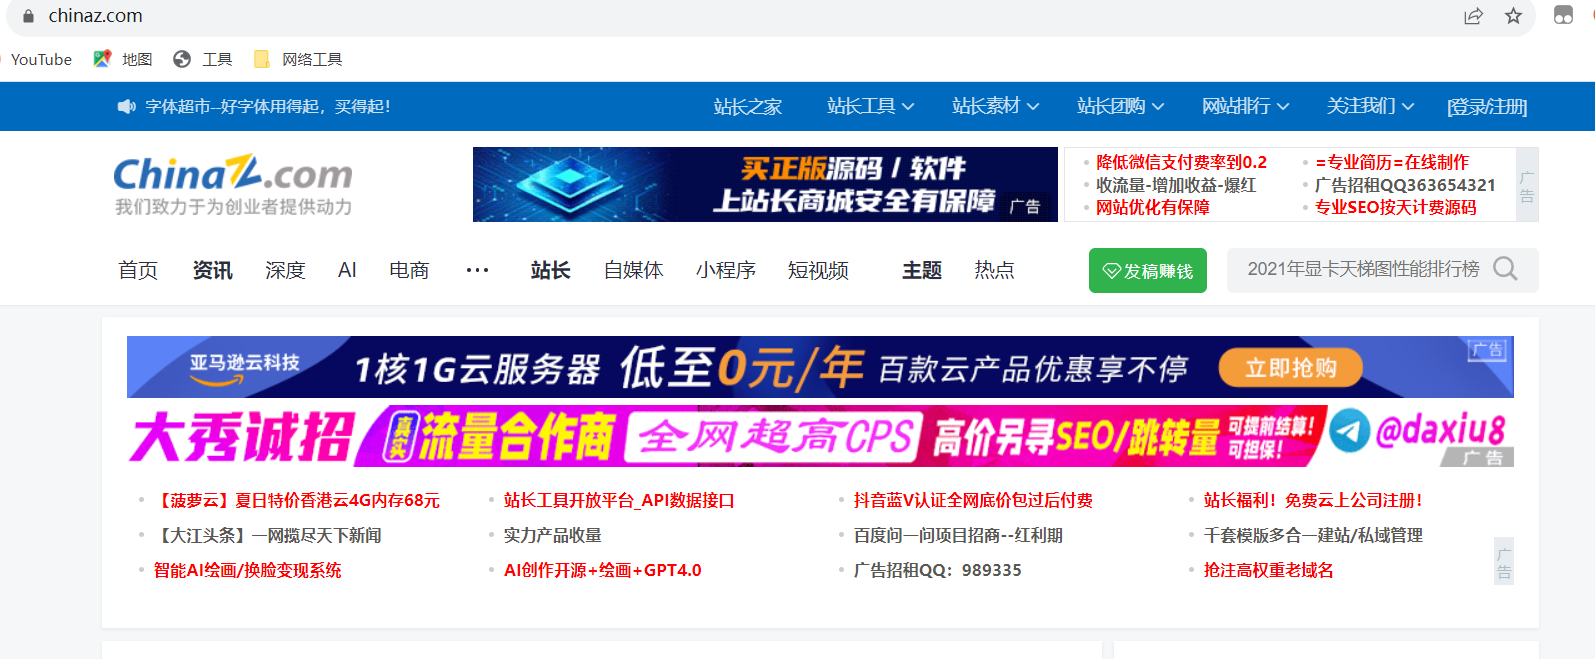 chinaz.com
YouTube 地图 工具 网络工具
字体超市--好字体用得起，买得起！ 站长之家 站长工具 站长素材 站长团购 网站排行 关注我们 [登录/注册]
ChinaZ.com
我们致力于为创业者提供动力
买正版源码 / 软件
上站长商城安全有保障 广告
降低微信支付费率到0.2 =专业简历=在线制作
收流量-增加收益-爆红 广告招租QQ363654321
网站优化有保障 专业SEO按天计费源码
广告
首页 资讯 深度 AI 电商 ··· 站长 自媒体 小程序 短视频 主题 热点 发稿赚钱 2021年显卡天梯图性能排行榜
亚马逊云科技 1核1G云服务器 低至0元/年 百款云产品优惠享不停 立即抢购 广告
大秀诚招 真实 流量合作商 全网超高CPS 高价另寻SEO/跳转量 可提前结算! 可担保! @daxiu8 广告
【菠萝云】夏日特价香港云4G内存68元 站长工具开放平台_API数据接口 抖音蓝V认证全网底价包过后付费 站长福利！免费云上公司注册！
【大江头条】一网揽尽天下新闻 实力产品收量 百度问一问项目招商--红利期 千套模版多合一建站/私域管理
智能AI绘画/换脸变现系统 AI创作开源+绘画+GPT4.0 广告招租QQ：989335 抢注高权重老域名
广告